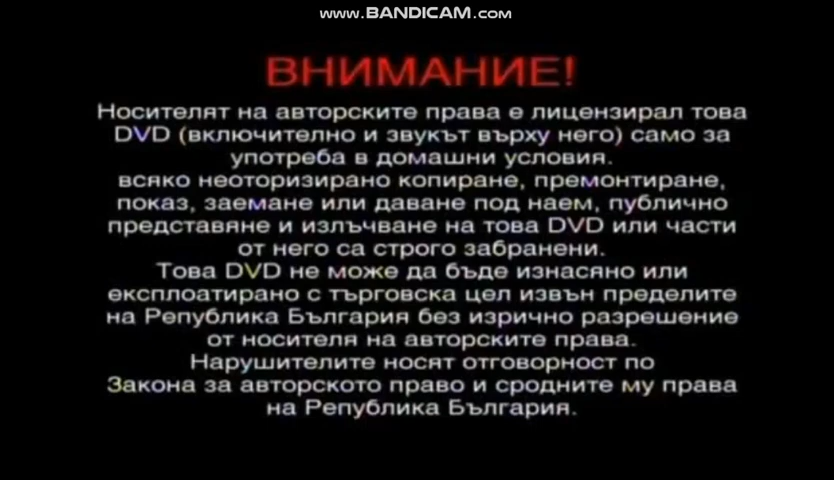 www.BANDICAM.com
ВНИМАНИЕ!
Носителят на авторските права е лицензирал това
DVD (включително и звукът върху него) само за
употреба в домашни условия.
всяко неоторизирано копиране, премонтиране,
показ, заемане или даване под наем, публично
представяне и излъчване на това DVD или части
от него са строго забранени.
Това DVD не може да бъде изнасяно или
експлоатирано с търговска цел извън пределите
на Република България без изрично разрешение
от носителя на авторските права.
Нарушителите носят отговорност по
Закона за авторското право и сродните му права
на Република България.